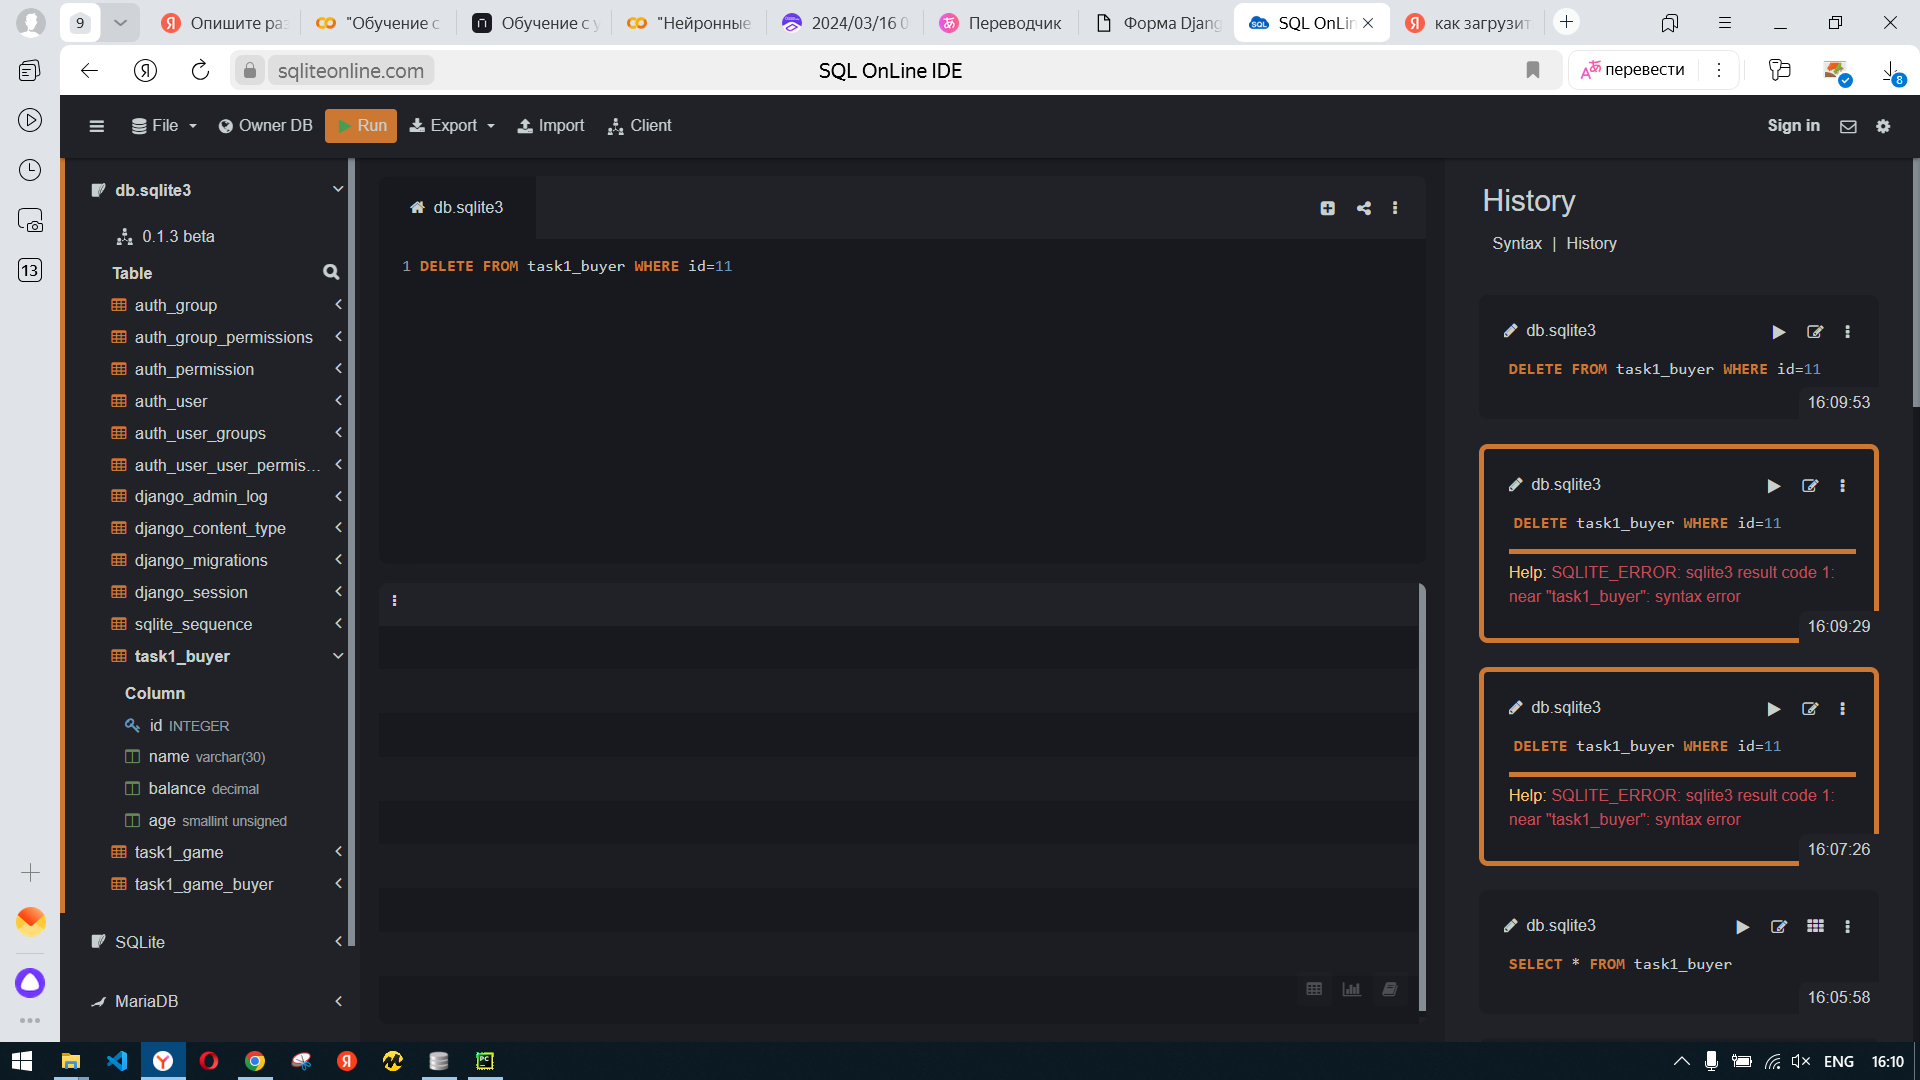 9
Опишите раз
"Обучение с
Обучение с у
"Нейронные
2024/03/16 0
Переводчик
Форма Djang
SQL OnLin
как загрузит
sqliteonline.com
SQL OnLine IDE
перевести
8
13
File
Owner DB
Run
Export
Import
Client
Sign in
db.sqlite3
0.1.3 beta
Table
auth_group
auth_group_permissions
auth_permission
auth_user
auth_user_groups
auth_user_user_permis...
django_admin_log
django_content_type
django_migrations
django_session
sqlite_sequence
task1_buyer
Column
id INTEGER
name varchar(30)
balance decimal
age smallint unsigned
task1_game
task1_game_buyer
SQLite
MariaDB
db.sqlite3
1 DELETE FROM task1_buyer WHERE id=11
History
Syntax | History
db.sqlite3
DELETE FROM task1_buyer WHERE id=11
16:09:53
db.sqlite3
DELETE task1_buyer WHERE id=11
Help: SQLITE_ERROR: sqlite3 result code 1:
near "task1_buyer": syntax error
16:09:29
db.sqlite3
DELETE task1_buyer WHERE id=11
Help: SQLITE_ERROR: sqlite3 result code 1:
near "task1_buyer": syntax error
16:07:26
db.sqlite3
SELECT * FROM task1_buyer
16:05:58
ENG
16:10